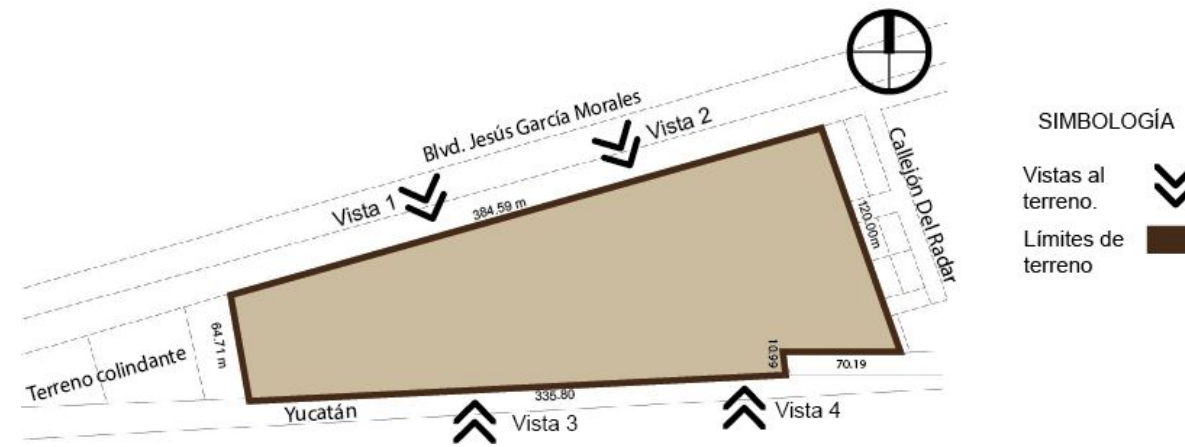 Blvd. Jesús García Morales
Vista 2
Vista 1
384.59 m
Callejón Del Radar
120.00m
SIMBOLOGÍA
Vistas al
terreno.
Límites de
terreno
64.71 m
Terreno colindante
10.99
70.19
335.80
Yucatán
Vista 3
Vista 4